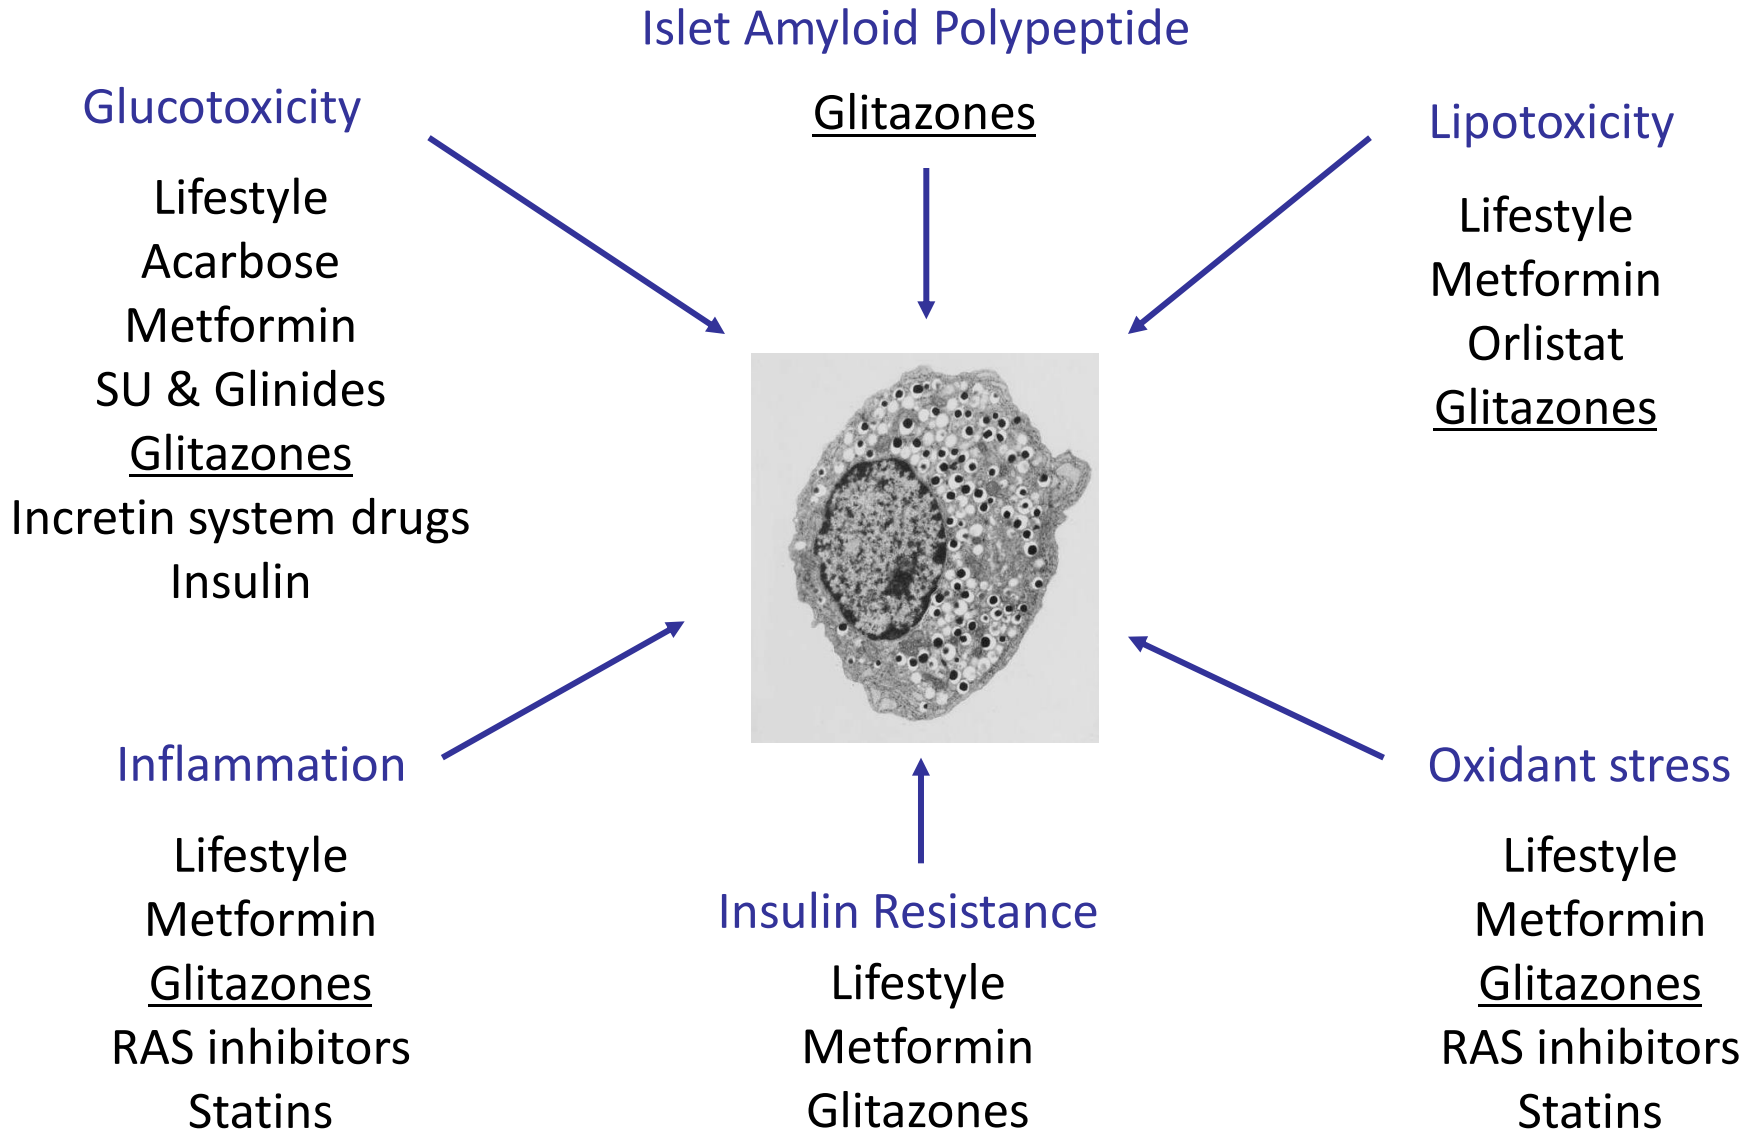 Islet Amyloid Polypeptide
Glitazones
Glucotoxicity
Lifestyle
Acarbose
Metformin
SU & Glinides
Glitazones
Incretin system drugs
Insulin
Lipotoxicity
Lifestyle
Metformin
Orlistat
Glitazones
Inflammation
Lifestyle
Metformin
Glitazones
RAS inhibitors
Statins
Insulin Resistance
Lifestyle
Metformin
Glitazones
Oxidant stress
Lifestyle
Metformin
Glitazones
RAS inhibitors
Statins